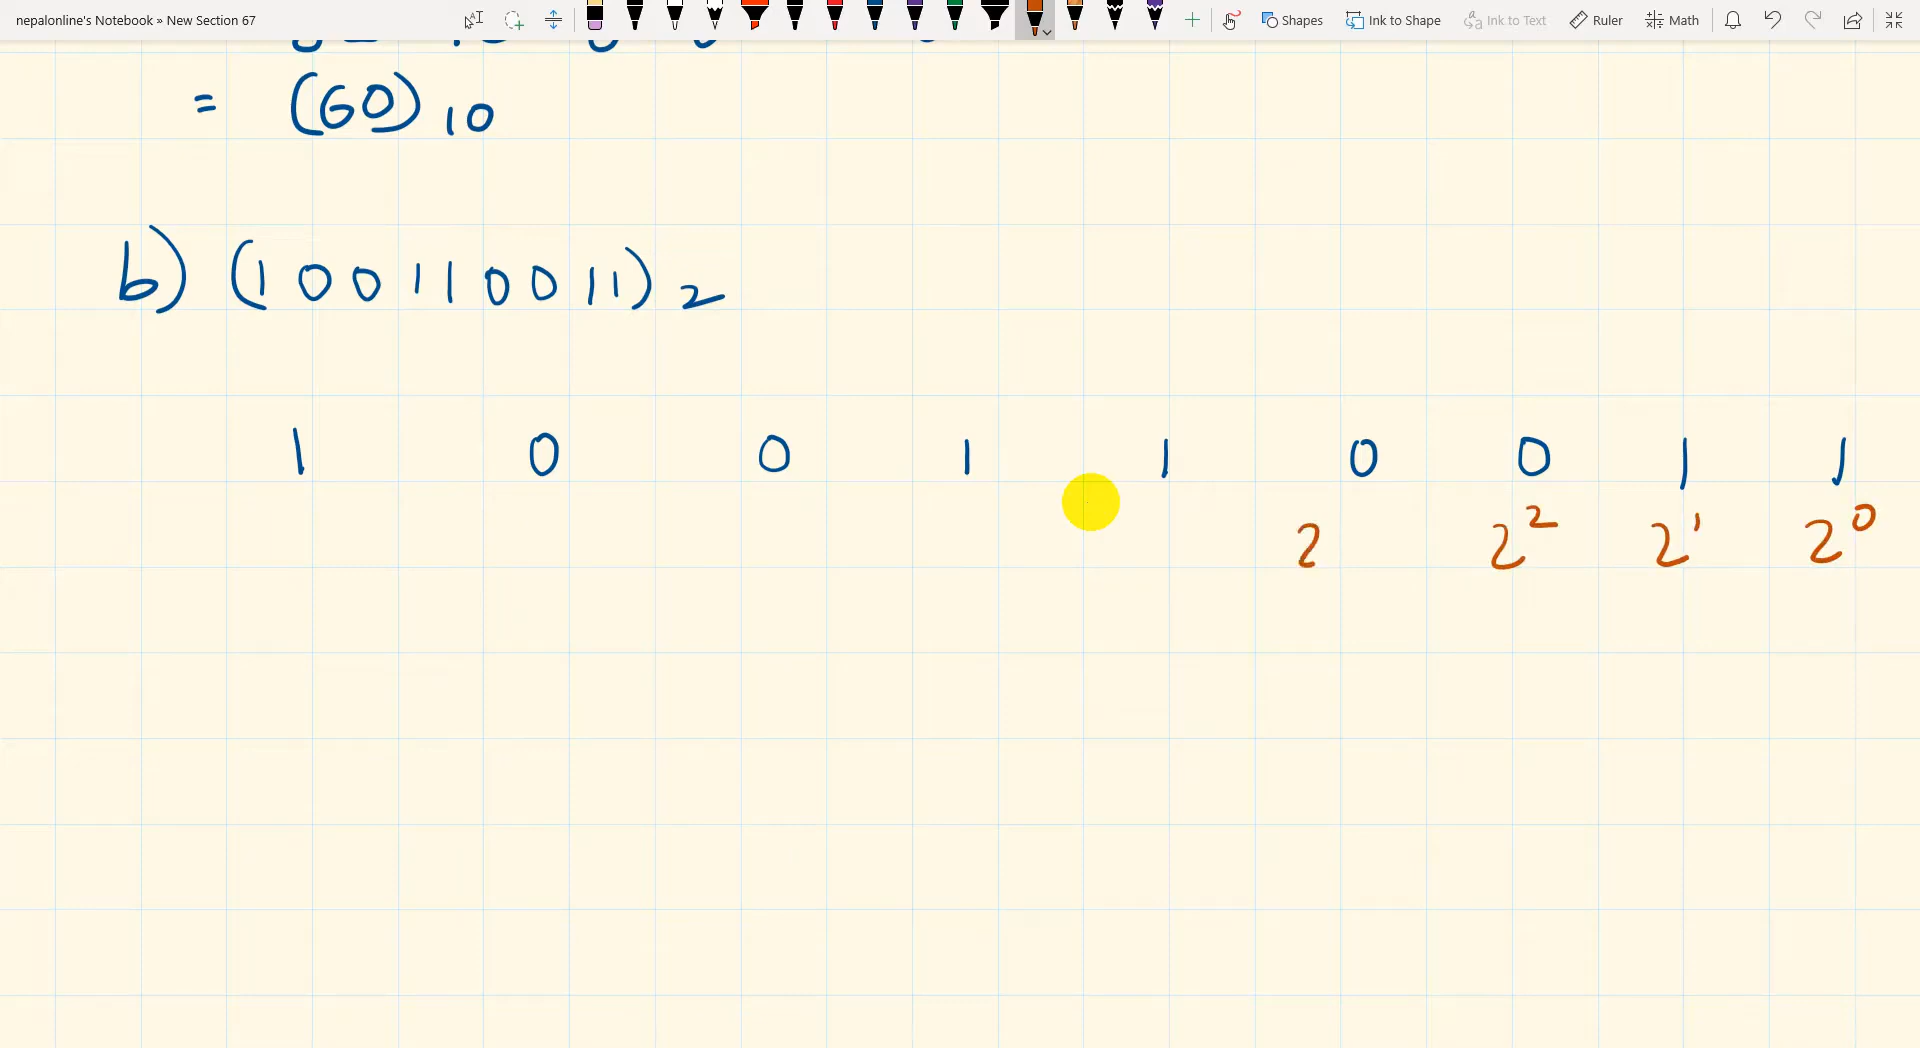 nepalonline's Notebook » New Section 67 Shapes Ink to Shape Ink to Text Ruler Math
= (60)₁₀
b) (100110011)₂
1 0 0 1 1 0 0 1 1
2 2² 2¹ 2⁰